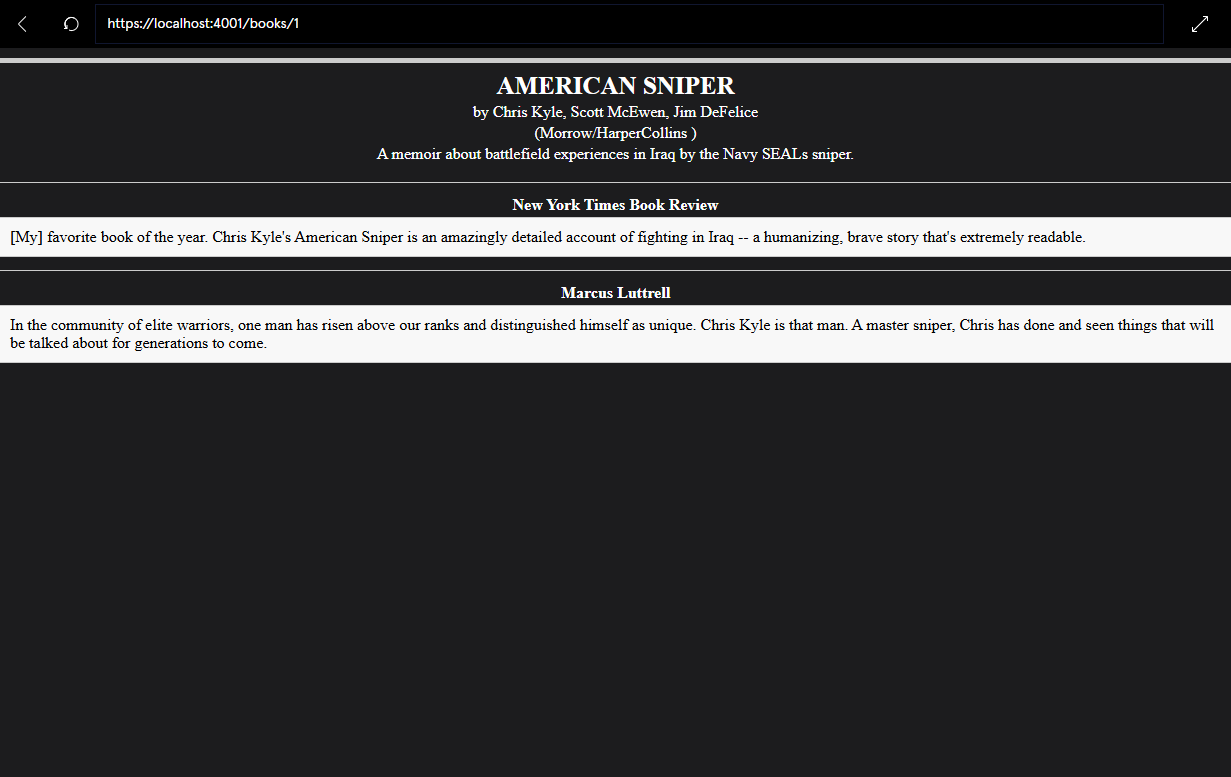 https://localhost:4001/books/1
AMERICAN SNIPER
by Chris Kyle, Scott McEwen, Jim DeFelice
(Morrow/HarperCollins )
A memoir about battlefield experiences in Iraq by the Navy SEALs sniper.
New York Times Book Review
[My] favorite book of the year. Chris Kyle's American Sniper is an amazingly detailed account of fighting in Iraq -- a humanizing, brave story that's extremely readable.
Marcus Luttrell
In the community of elite warriors, one man has risen above our ranks and distinguished himself as unique. Chris Kyle is that man. A master sniper, Chris has done and seen things that will
be talked about for generations to come.